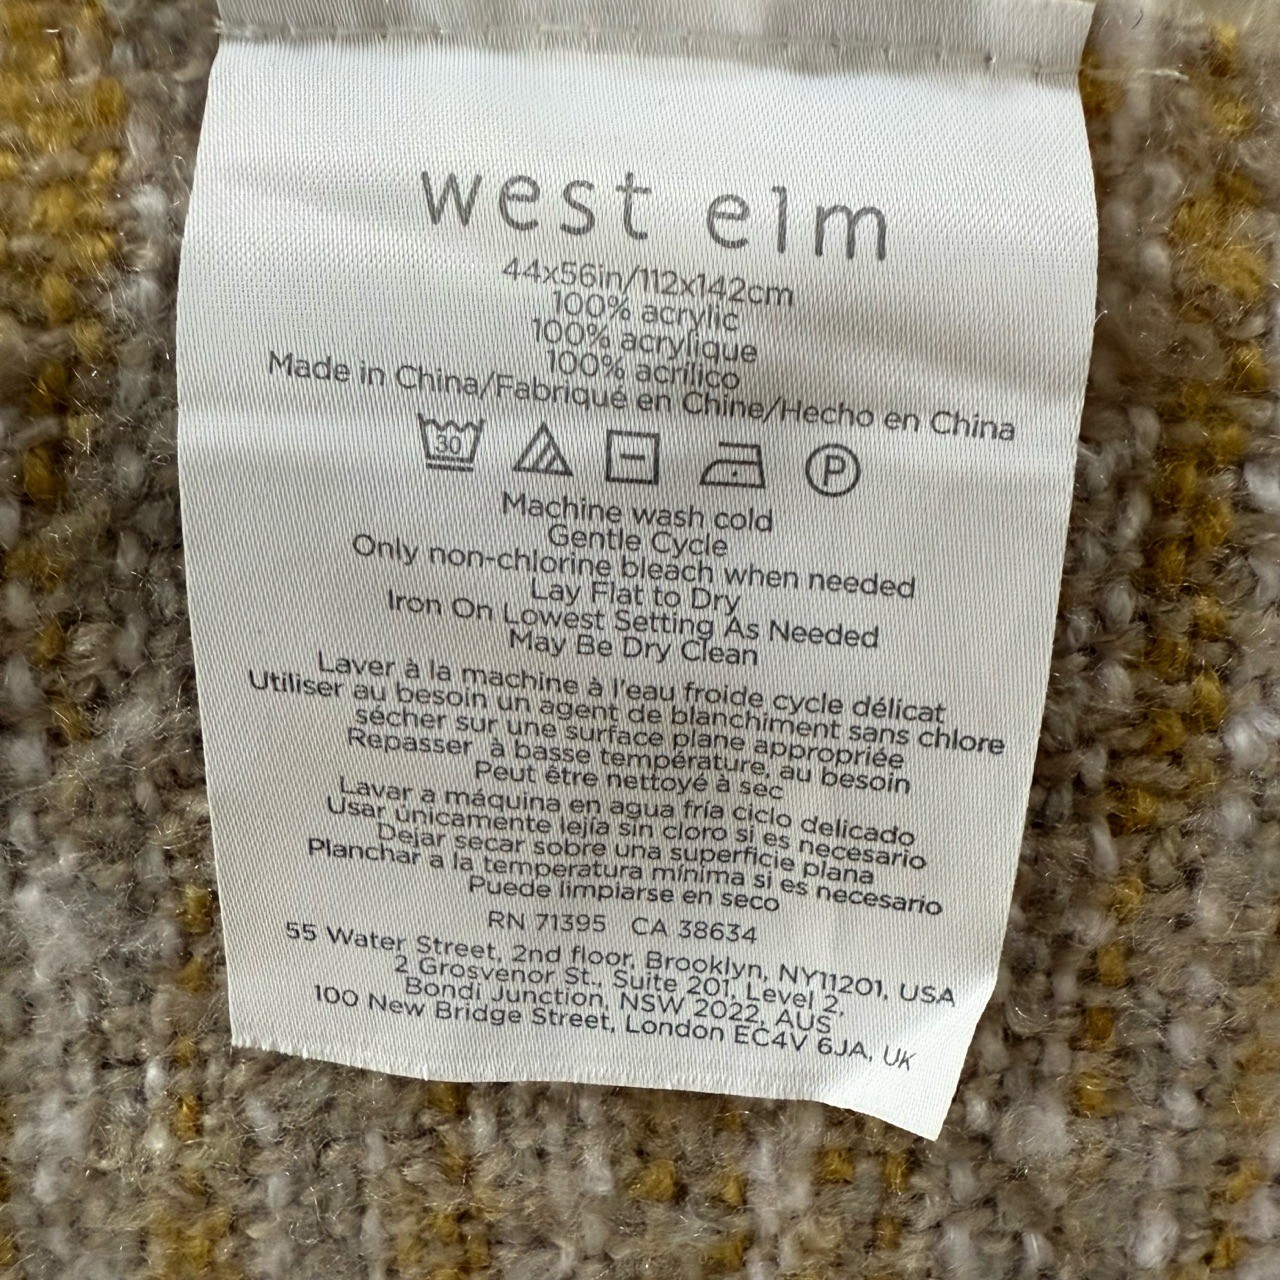 west elm
44x56in/112x142cm
100% acrylic
100% acrylique
100% acrílico
Made in China/Fabriqué en Chine/Hecho en China
30 P
Machine wash cold
Gentle Cycle
Only non-chlorine bleach when needed
Lay Flat to Dry
Iron On Lowest Setting As Needed
May Be Dry Clean
Laver à la machine à l'eau froide cycle délicat
Utiliser au besoin un agent de blanchiment sans chlore
sécher sur une surface plane appropriée
Repasser à basse température, au besoin
Peut être nettoyé à sec
Lavar a máquina en agua fría ciclo delicado
Usar únicamente lejía sin cloro si es necesario
Dejar secar sobre una superficie plana
Planchar a la temperatura mínima si es necesario
Puede limpiarse en seco
RN 71395 CA 38634
55 Water Street, 2nd floor, Brooklyn, NY11201, USA
2 Grosvenor St., Suite 201, Level 2,
Bondi Junction, NSW 2022, AUS
100 New Bridge Street, London EC4V 6JA, UK